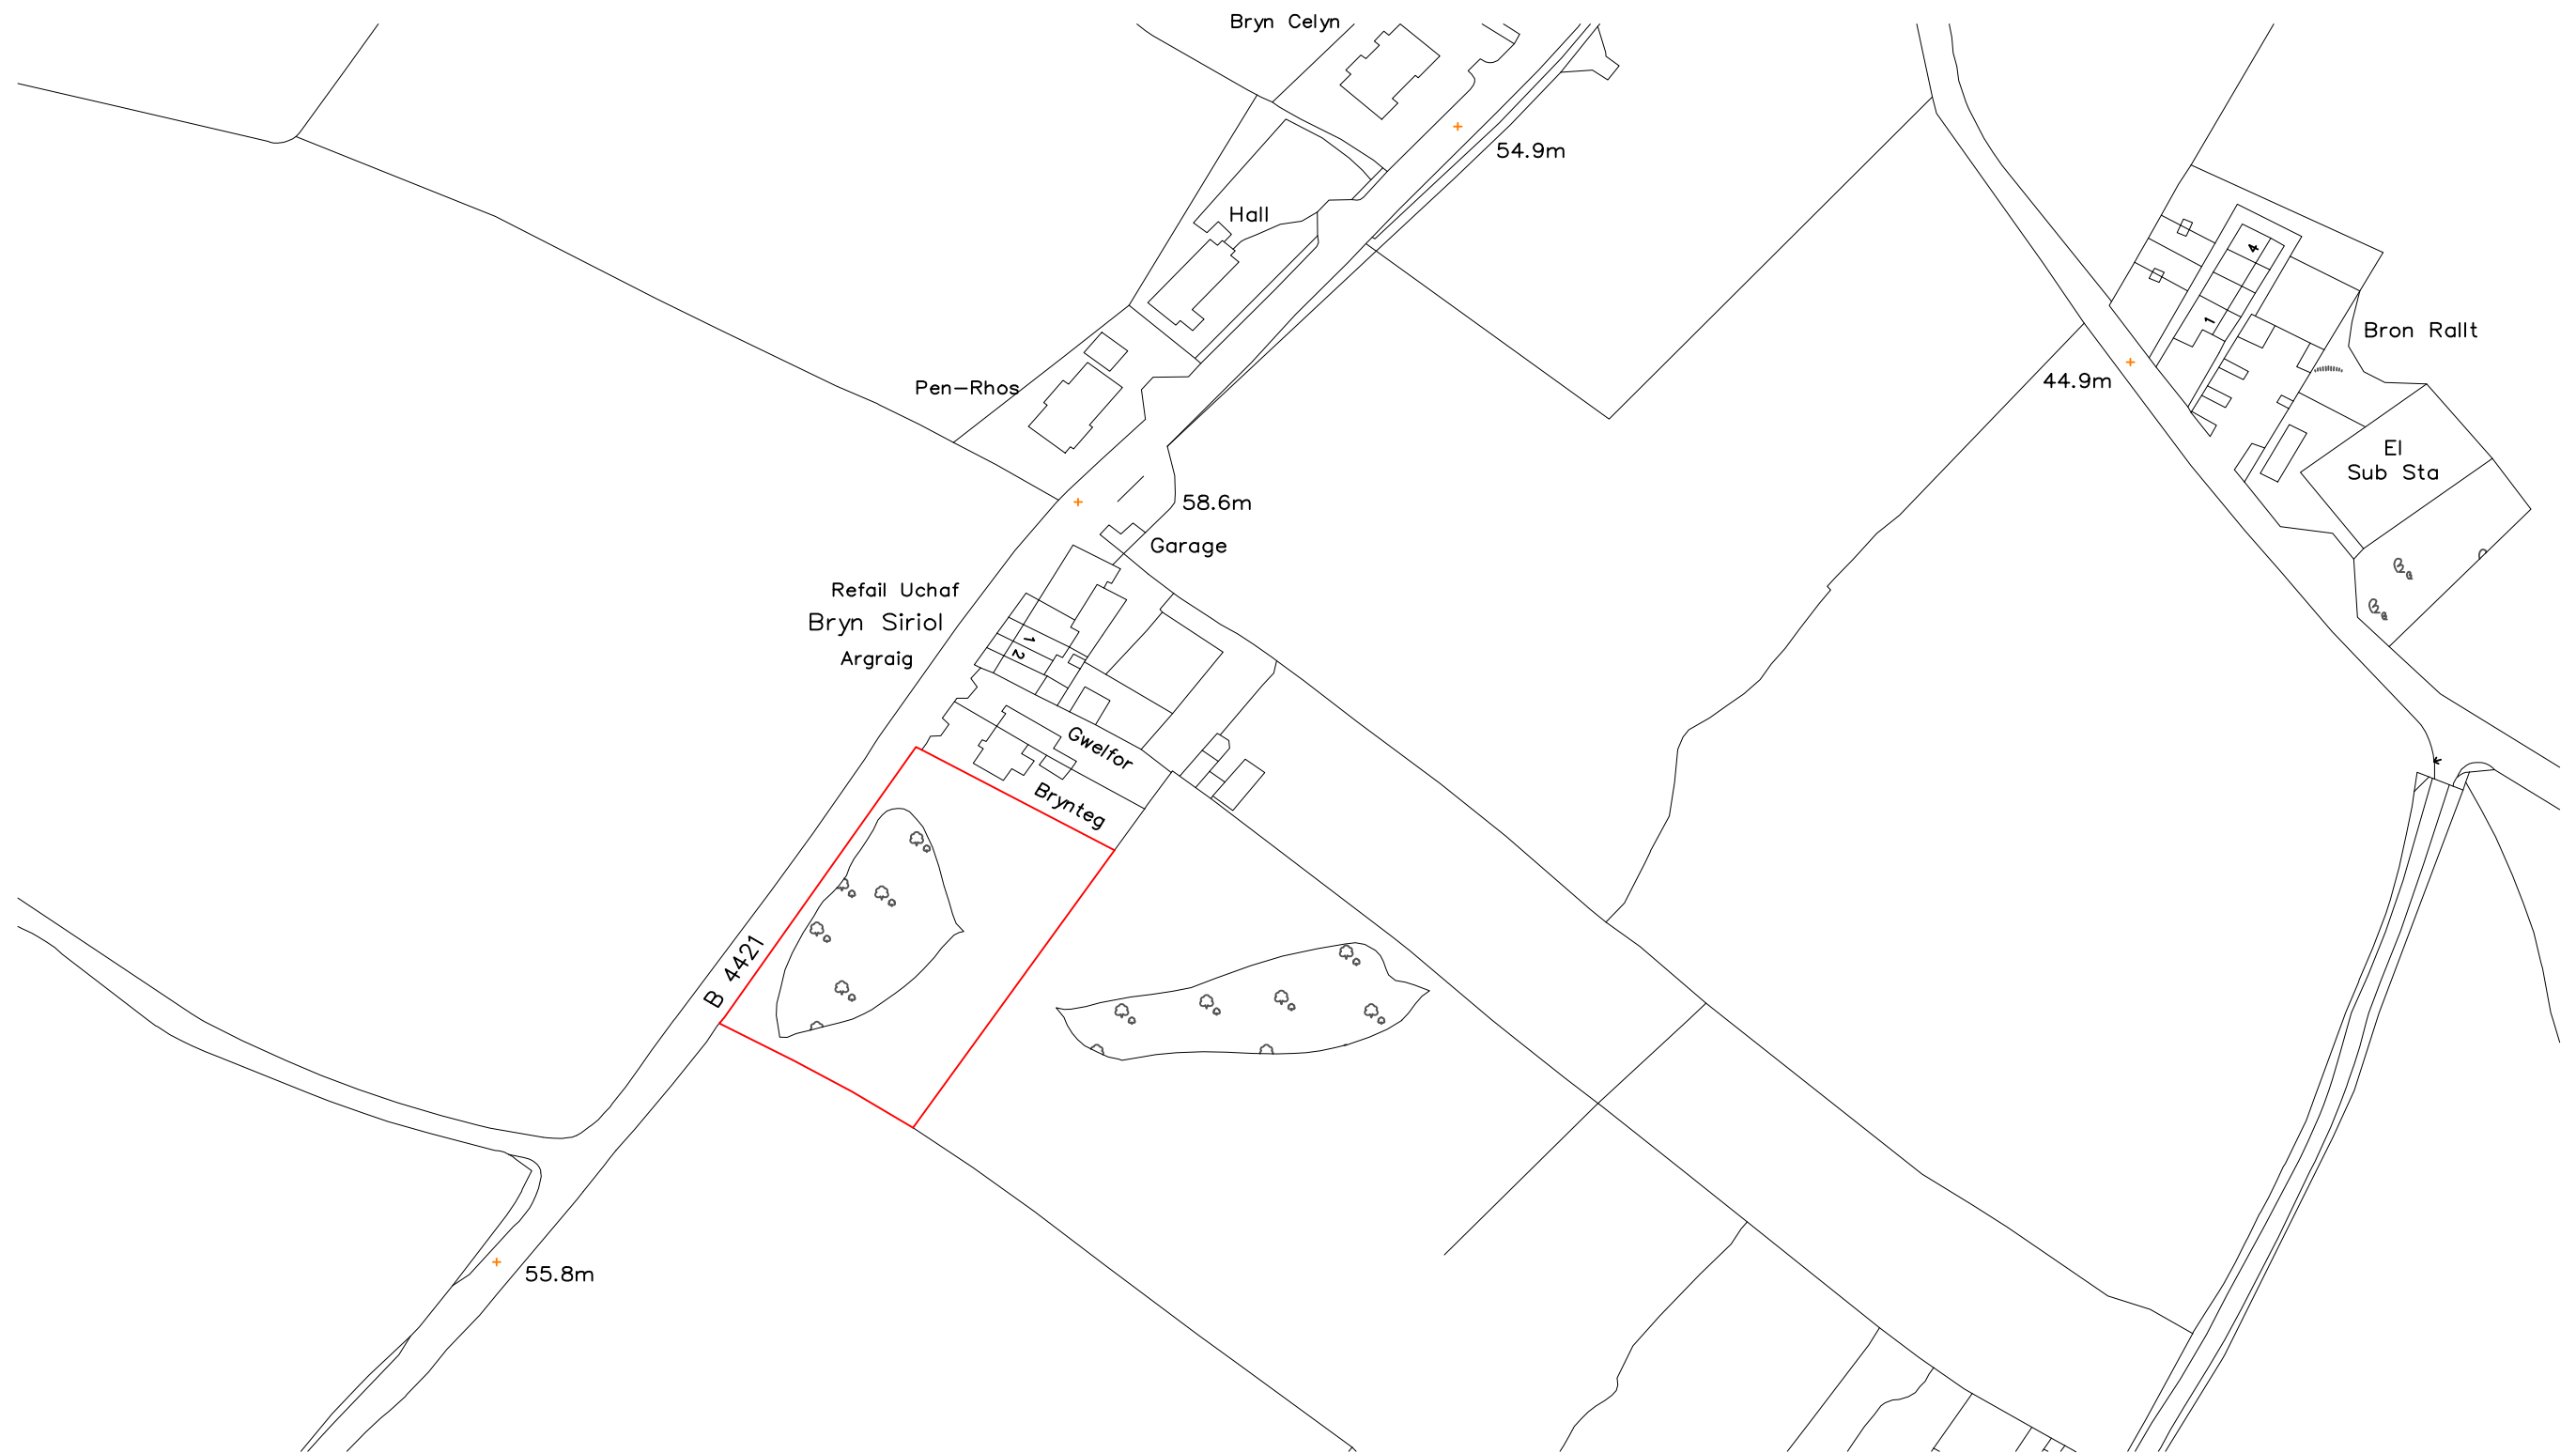 Bryn Celyn
54.9m
Hall
4
1
Bron Rallt
44.9m
Pen-Rhos
El
Sub Sta
58.6m
Garage
Refail Uchaf
Bryn Siriol
1
2
Argraig
Gwelfor
Brynteg
B 4421
55.8m